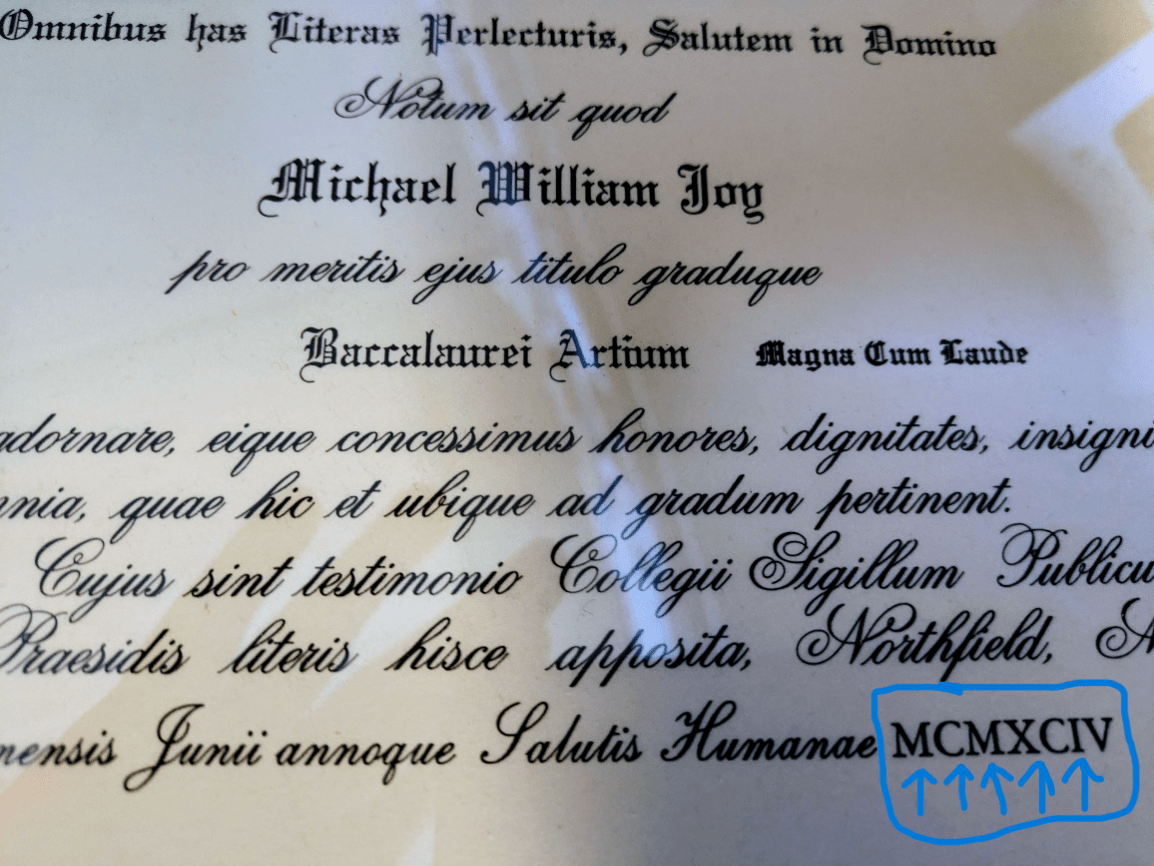 Omnibus has Literas Perlecturis, Salutem in Domino
Notum sit quod
Michael William Joy
pro meritis ejus titulo graduque
Baccalaurei Artium Magna Cum Laude
adornare, eique concessimus honores, dignitates, insigni
nia, quae hic et ubique ad gradum pertinent.
Cujus sint testimonio Collegii Sigillum Publicu
Praesidis literis hisce apposita, Northfield,
mensis Junii annoque Salutis Humanae MCMXCIV